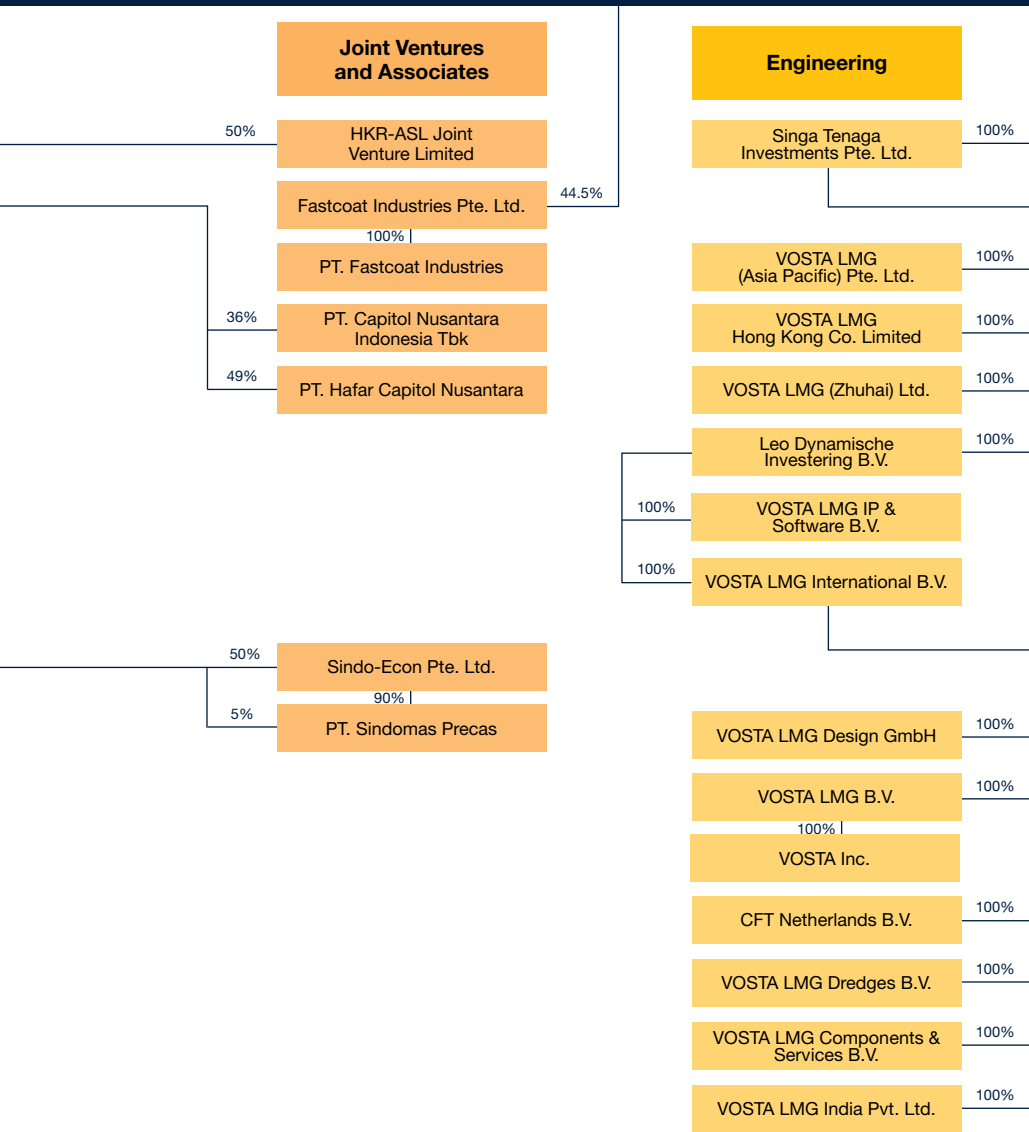 Joint Ventures
and Associates
50%
HKR-ASL Joint
Venture Limited
Fastcoat Industries Pte. Ltd.
44.5%
100%
PT. Fastcoat Industries
36%
PT. Capitol Nusantara
Indonesia Tbk
49%
PT. Hafar Capitol Nusantara
50%
Sindo-Econ Pte. Ltd.
90%
5%
PT. Sindomas Precas
Engineering
Singa Tenaga
Investments Pte. Ltd.
100%
VOSTA LMG
(Asia Pacific) Pte. Ltd.
100%
VOSTA LMG
Hong Kong Co. Limited
100%
VOSTA LMG (Zhuhai) Ltd.
100%
Leo Dynamische
Investering B.V.
100%
100%
VOSTA LMG IP &
Software B.V.
100%
VOSTA LMG International B.V.
VOSTA LMG Design GmbH
100%
VOSTA LMG B.V.
100%
100%
VOSTA Inc.
CFT Netherlands B.V.
100%
VOSTA LMG Dredges B.V.
100%
VOSTA LMG Components &
Services B.V.
100%
VOSTA LMG India Pvt. Ltd.
100%